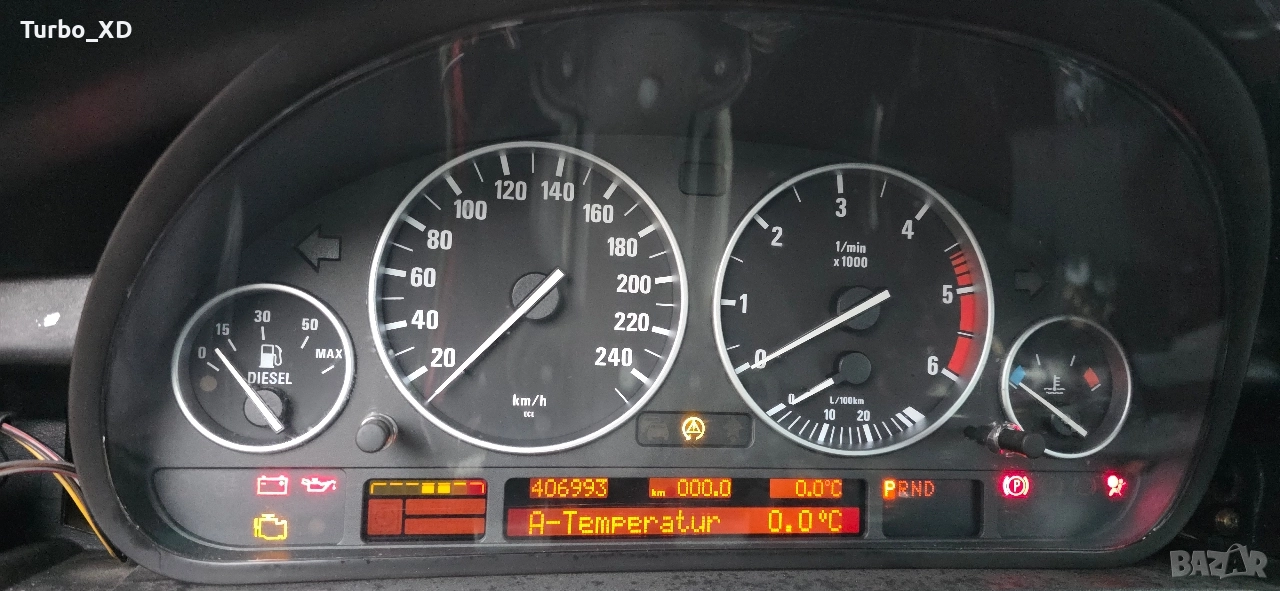 Turbo_XD
20
40
60
80
100
120
140
160
180
200
220
240
km/h
ECE
0
1
2
3
4
5
6
1/min
x 1000
0
10
20
L/100km
0
15
30
50
MAX
DIESEL
406993 km 000.0 0.0°C
A-Temperatur 0.0°C
PRND
P
BAZAR